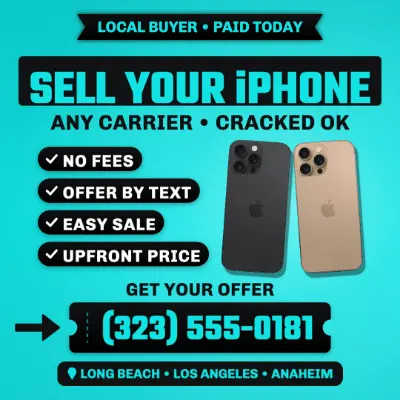 LOCAL BUYER • PAID TODAY
SELL YOUR iPHONE
ANY CARRIER • CRACKED OK
NO FEES
OFFER BY TEXT
EASY SALE
UPFRONT PRICE
GET YOUR OFFER
(323) 555-0181
LONG BEACH • LOS ANGELES • ANAHEIM